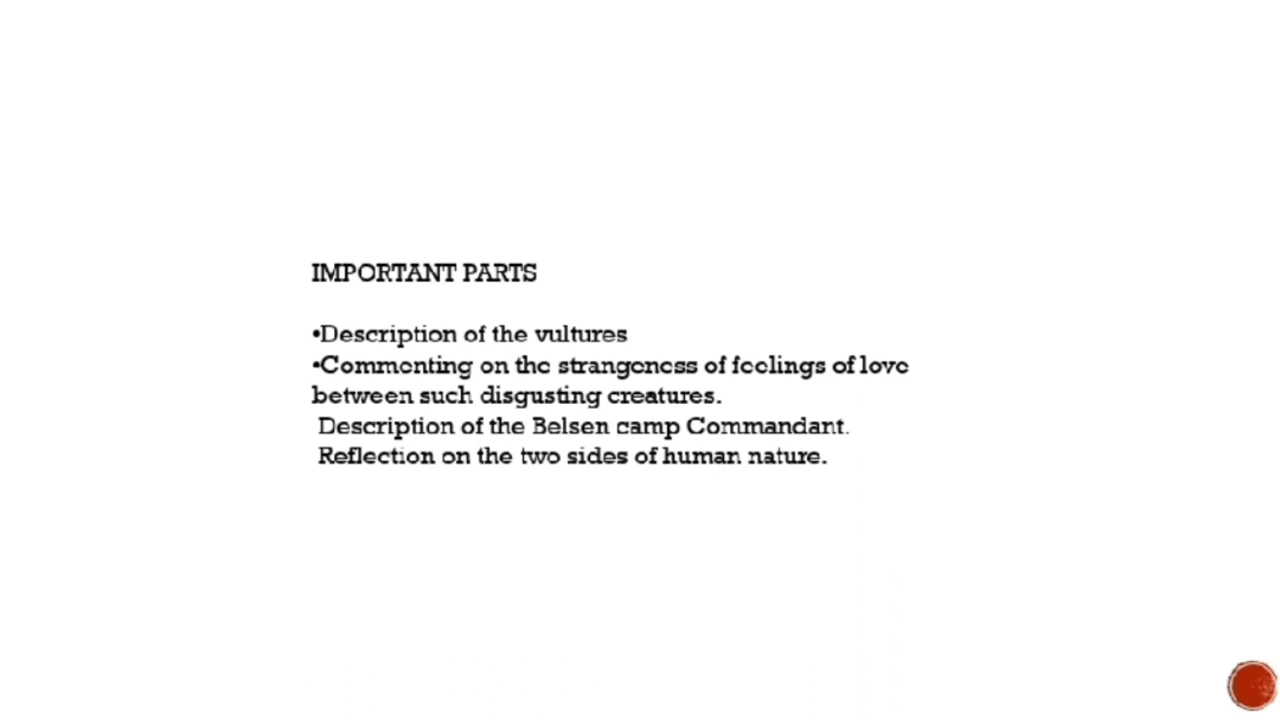 IMPORTANT PARTS
•Description of the vultures
•Commenting on the strangeness of feelings of love
between such disgusting creatures.
Description of the Belsen camp Commandant.
Reflection on the two sides of human nature.